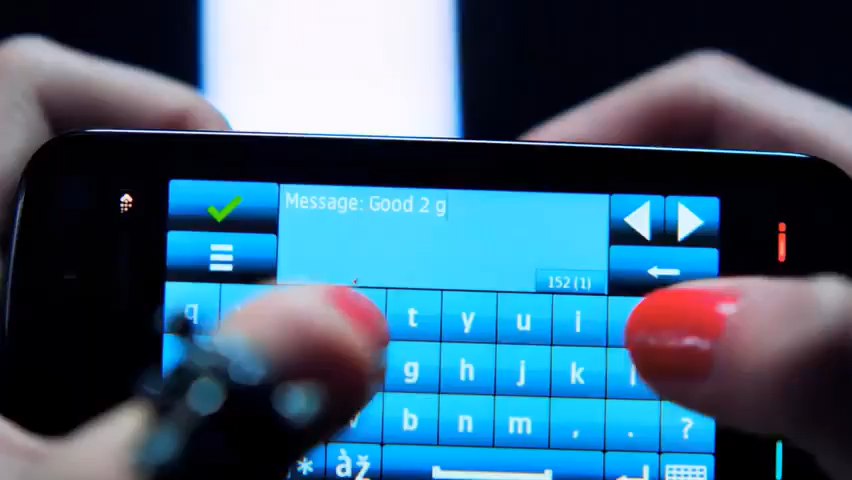 Message: Good 2 g
152(1)
q t y u i
g h j k l
v b n m , . ?
* àž